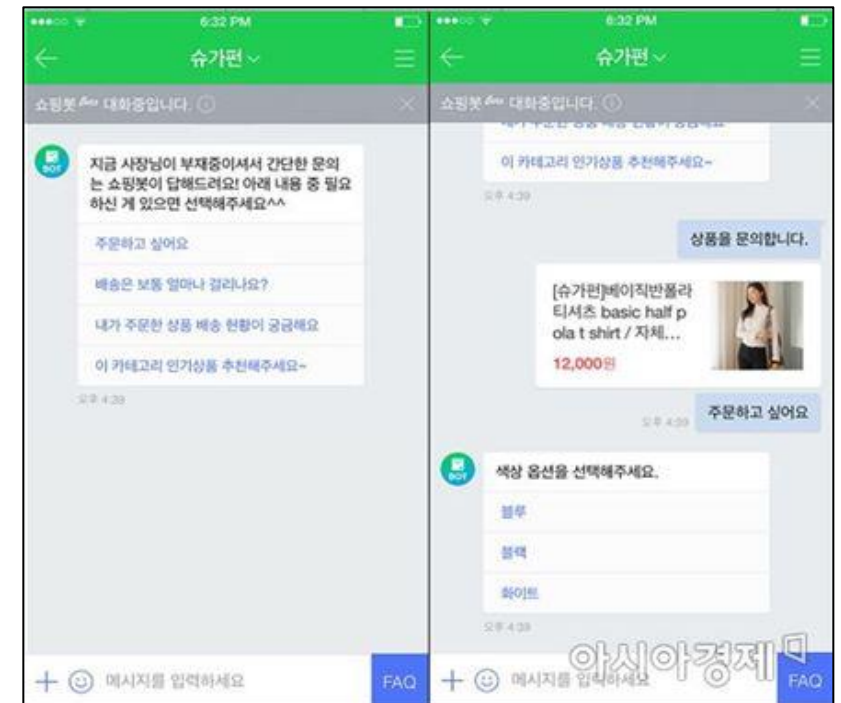 6:32 PM
슈가펀
쇼핑봇 Beta 대화중입니다.
BOT
지금 사장님이 부재중이셔서 간단한 문의
는 쇼핑봇이 답해드려요! 아래 내용 중 필요
하신 게 있으면 선택해주세요^^
주문하고 싶어요
배송은 보통 얼마나 걸리나요?
내가 주문한 상품 배송 현황이 궁금해요
이 카테고리 인기상품 추천해주세요~
오후 4:39
메시지를 입력하세요
FAQ
6:32 PM
슈가펀
쇼핑봇 Beta 대화중입니다.
이 카테고리 인기상품 추천해주세요~
오후 4:39
상품을 문의합니다.
[슈가펀]베이직반폴라
티셔츠 basic half p
ola t shirt / 자체...
12,000원
오후 4:39
주문하고 싶어요
BOT
색상 옵션을 선택해주세요.
블루
블랙
화이트
오후 4:39
메시지를 입력하세요
FAQ
아시아경제